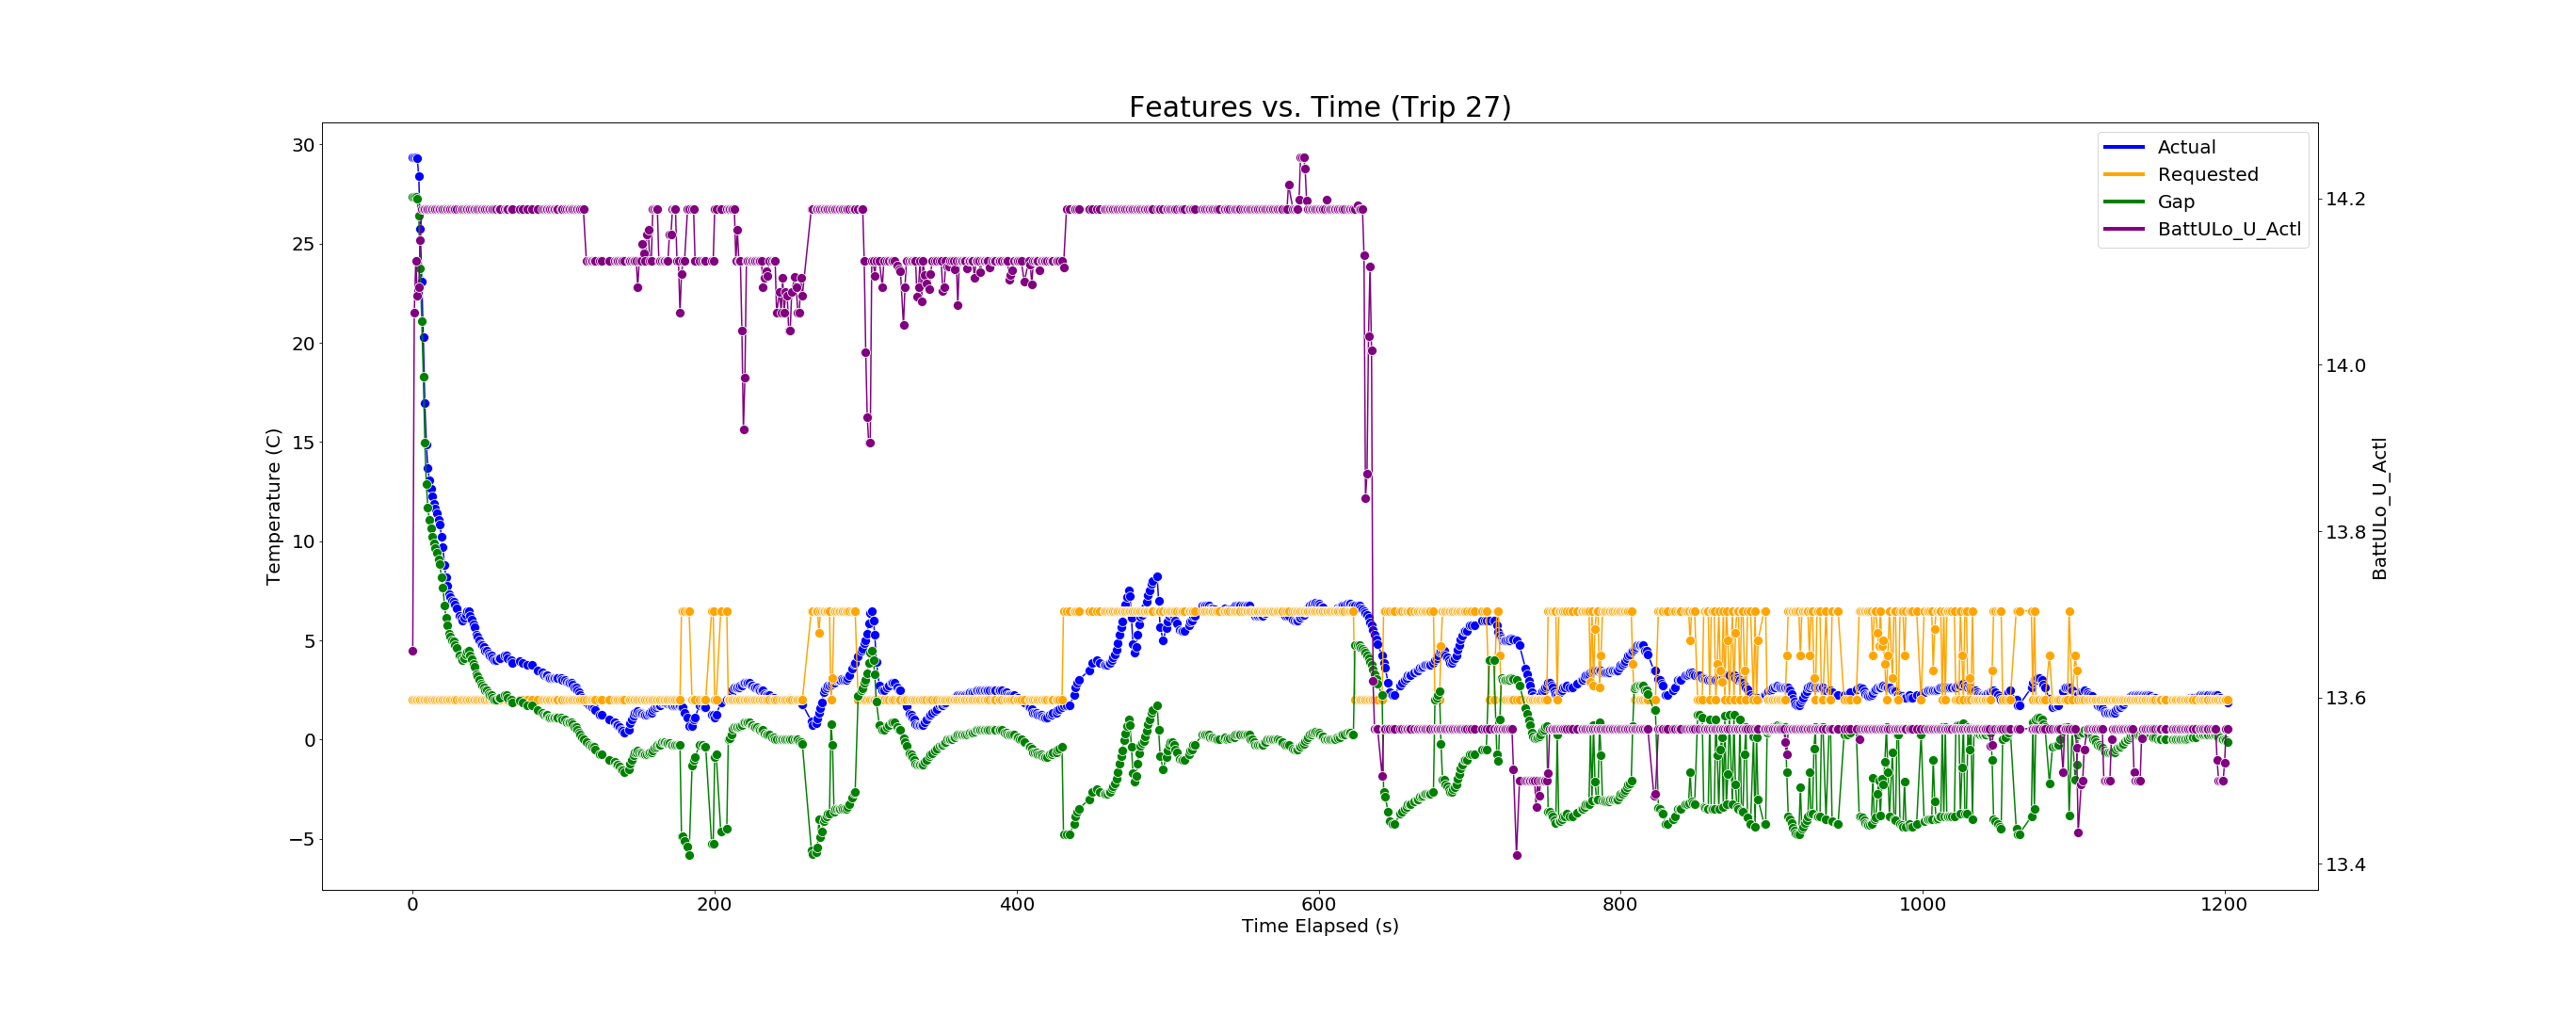 Features vs. Time (Trip 27)
Actual
Requested
Gap
BattULo_U_Actl
30
25
20
15
10
5
0
−5
Temperature (C)
14.2
14.0
13.8
13.6
13.4
BattULo_U_Actl
0 200 400 600 800 1000 1200
Time Elapsed (s)